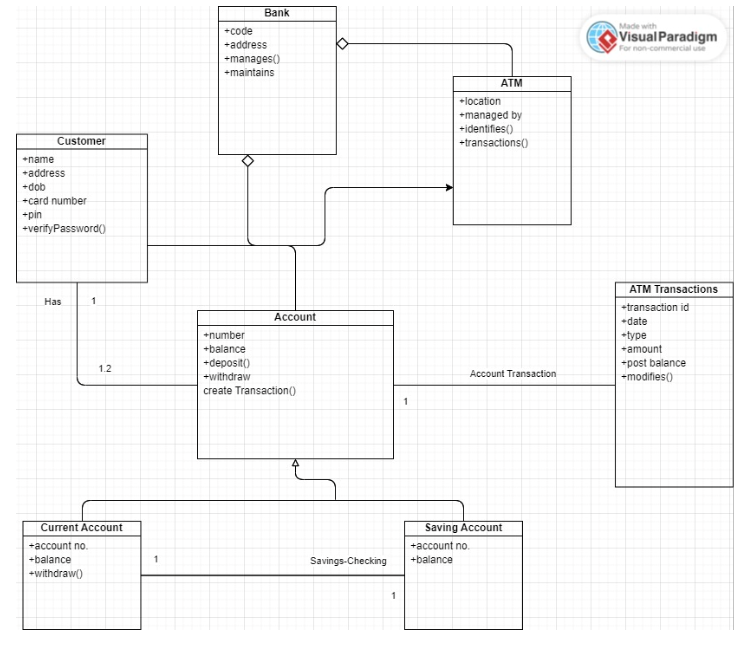 Bank
+code
+address
+manages()
+maintains
Made with
Visual Paradigm
For non-commercial use
ATM
+location
+managed by
+identifies()
+transactions()
Customer
+name
+address
+dob
+card number
+pin
+verifyPassword()
Has
1
1.2
Account
+number
+balance
+deposit()
+withdraw
create Transaction()
Account Transaction
1
ATM Transactions
+transaction id
+date
+type
+amount
+post balance
+modifies()
Current Account
+account no.
+balance
+withdraw()
1
Savings-Checking
1
Saving Account
+account no.
+balance